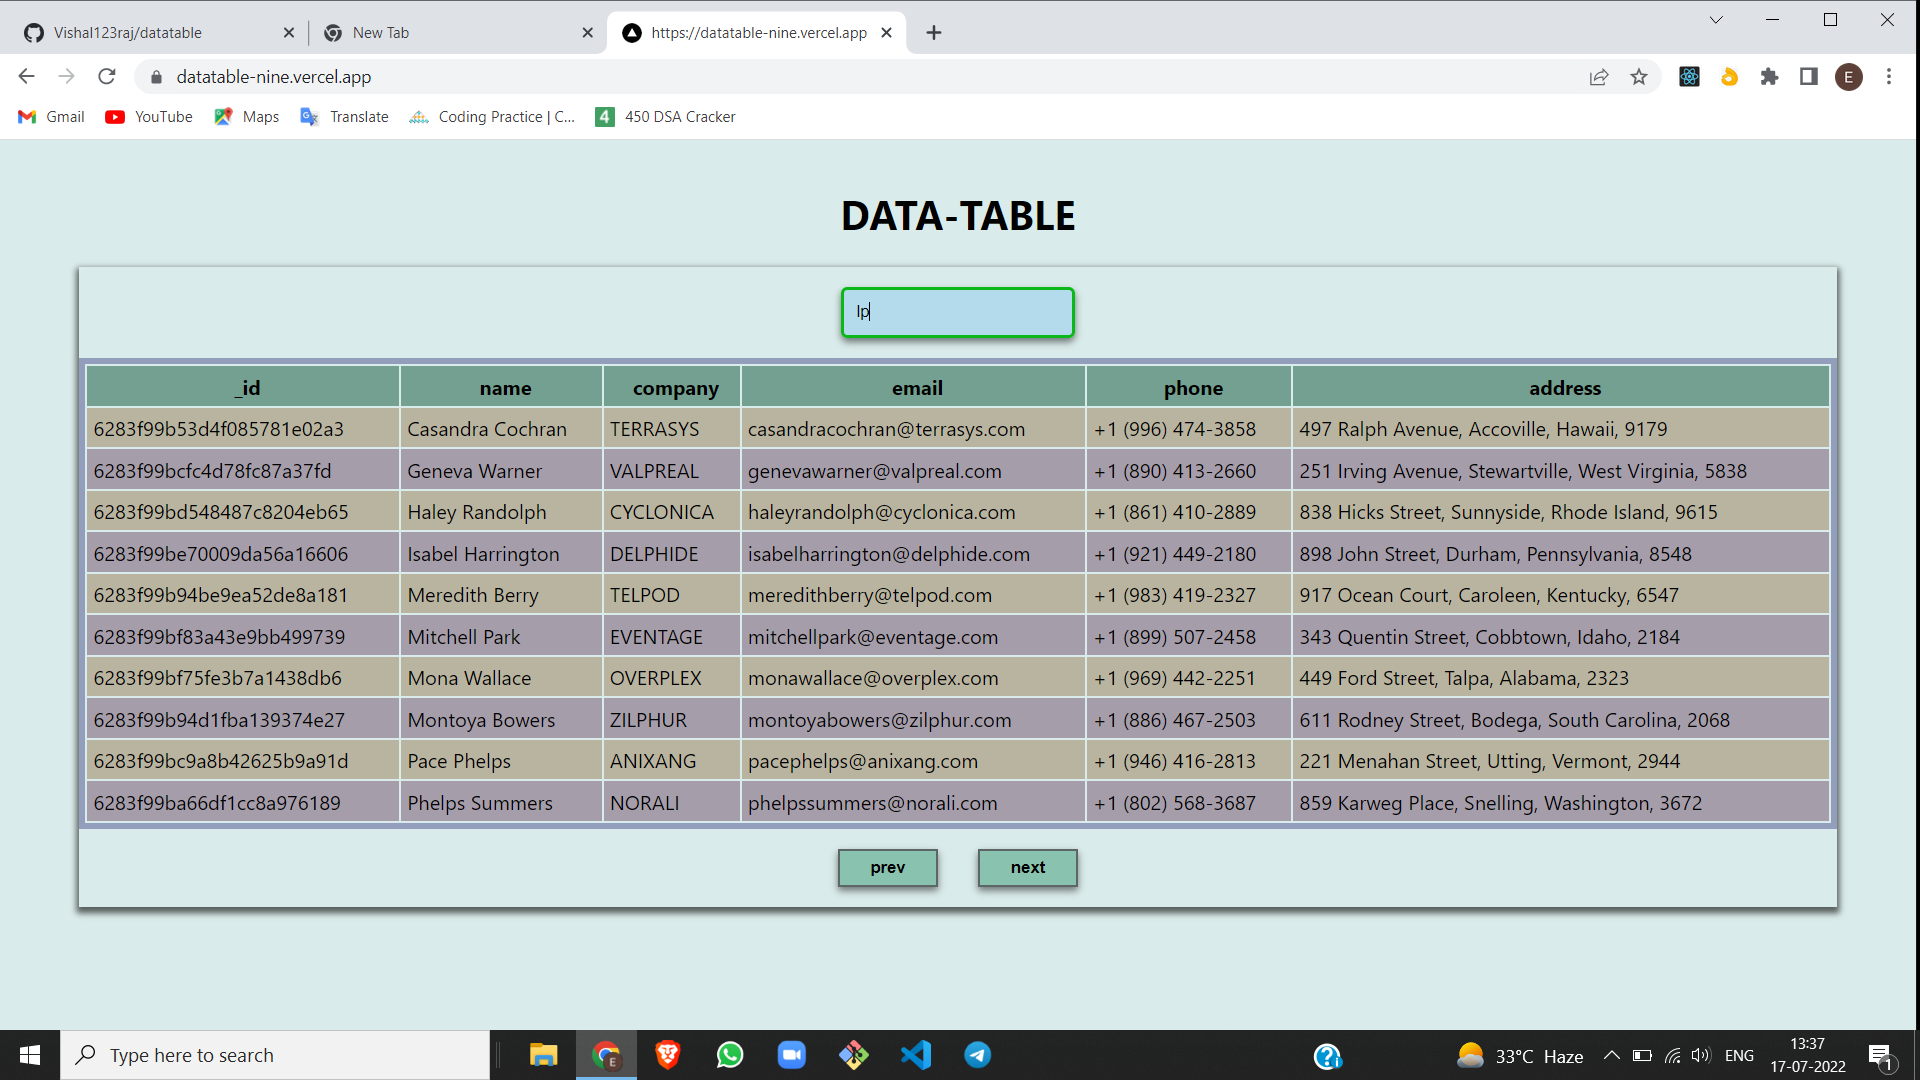 Vishal123raj/datatable
New Tab
https://datatable-nine.vercel.app
datatable-nine.vercel.app
E
Gmail
YouTube
Maps
Translate
Coding Practice | C...
4
450 DSA Cracker
DATA-TABLE
lp
_id name company email phone address
6283f99b53d4f085781e02a3 Casandra Cochran TERRASYS casandracochran@terrasys.com +1 (996) 474-3858 497 Ralph Avenue, Accoville, Hawaii, 9179
6283f99bcfc4d78fc87a37fd Geneva Warner VALPREAL genevawarner@valpreal.com +1 (890) 413-2660 251 Irving Avenue, Stewartville, West Virginia, 5838
6283f99bd548487c8204eb65 Haley Randolph CYCLONICA haleyrandolph@cyclonica.com +1 (861) 410-2889 838 Hicks Street, Sunnyside, Rhode Island, 9615
6283f99be70009da56a16606 Isabel Harrington DELPHIDE isabelharrington@delphide.com +1 (921) 449-2180 898 John Street, Durham, Pennsylvania, 8548
6283f99b94be9ea52de8a181 Meredith Berry TELPOD meredithberry@telpod.com +1 (983) 419-2327 917 Ocean Court, Caroleen, Kentucky, 6547
6283f99bf83a43e9bb499739 Mitchell Park EVENTAGE mitchellpark@eventage.com +1 (899) 507-2458 343 Quentin Street, Cobbtown, Idaho, 2184
6283f99bf75fe3b7a1438db6 Mona Wallace OVERPLEX monawallace@overplex.com +1 (969) 442-2251 449 Ford Street, Talpa, Alabama, 2323
6283f99b94d1fba139374e27 Montoya Bowers ZILPHUR montoyabowers@zilphur.com +1 (886) 467-2503 611 Rodney Street, Bodega, South Carolina, 2068
6283f99bc9a8b42625b9a91d Pace Phelps ANIXANG pacephelps@anixang.com +1 (946) 416-2813 221 Menahan Street, Utting, Vermont, 2944
6283f99ba66df1cc8a976189 Phelps Summers NORALI phelpssummers@norali.com +1 (802) 568-3687 859 Karweg Place, Snelling, Washington, 3672
prev
next
Type here to search
E
33°C Haze
ENG
13:37
17-07-2022
1